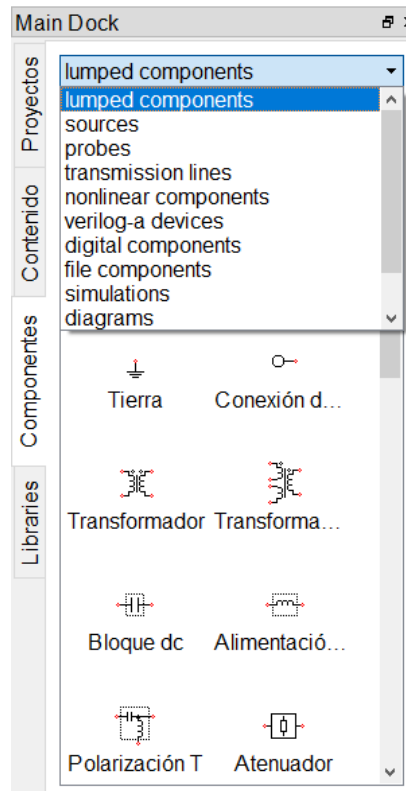 Main Dock
Proyectos
Contenido
Componentes
Libraries
lumped components
lumped components
sources
probes
transmission lines
nonlinear components
verilog-a devices
digital components
file components
simulations
diagrams
Tierra
Conexión d...
Transformador
Transforma...
Bloque dc
Alimentació...
Polarización T
Atenuador